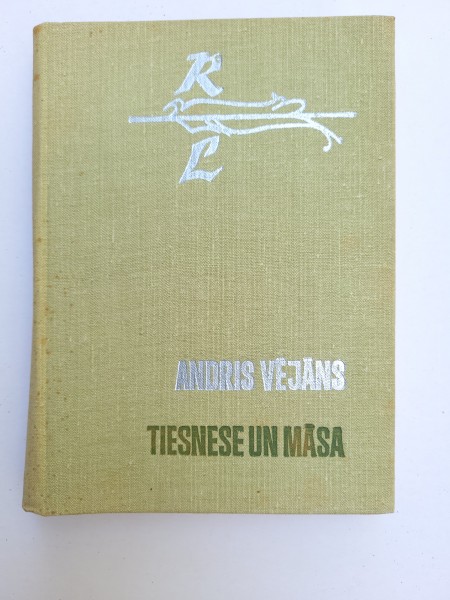 R
L
ANDRIS VĒJĀNS
TIESNESE UN MĀSA